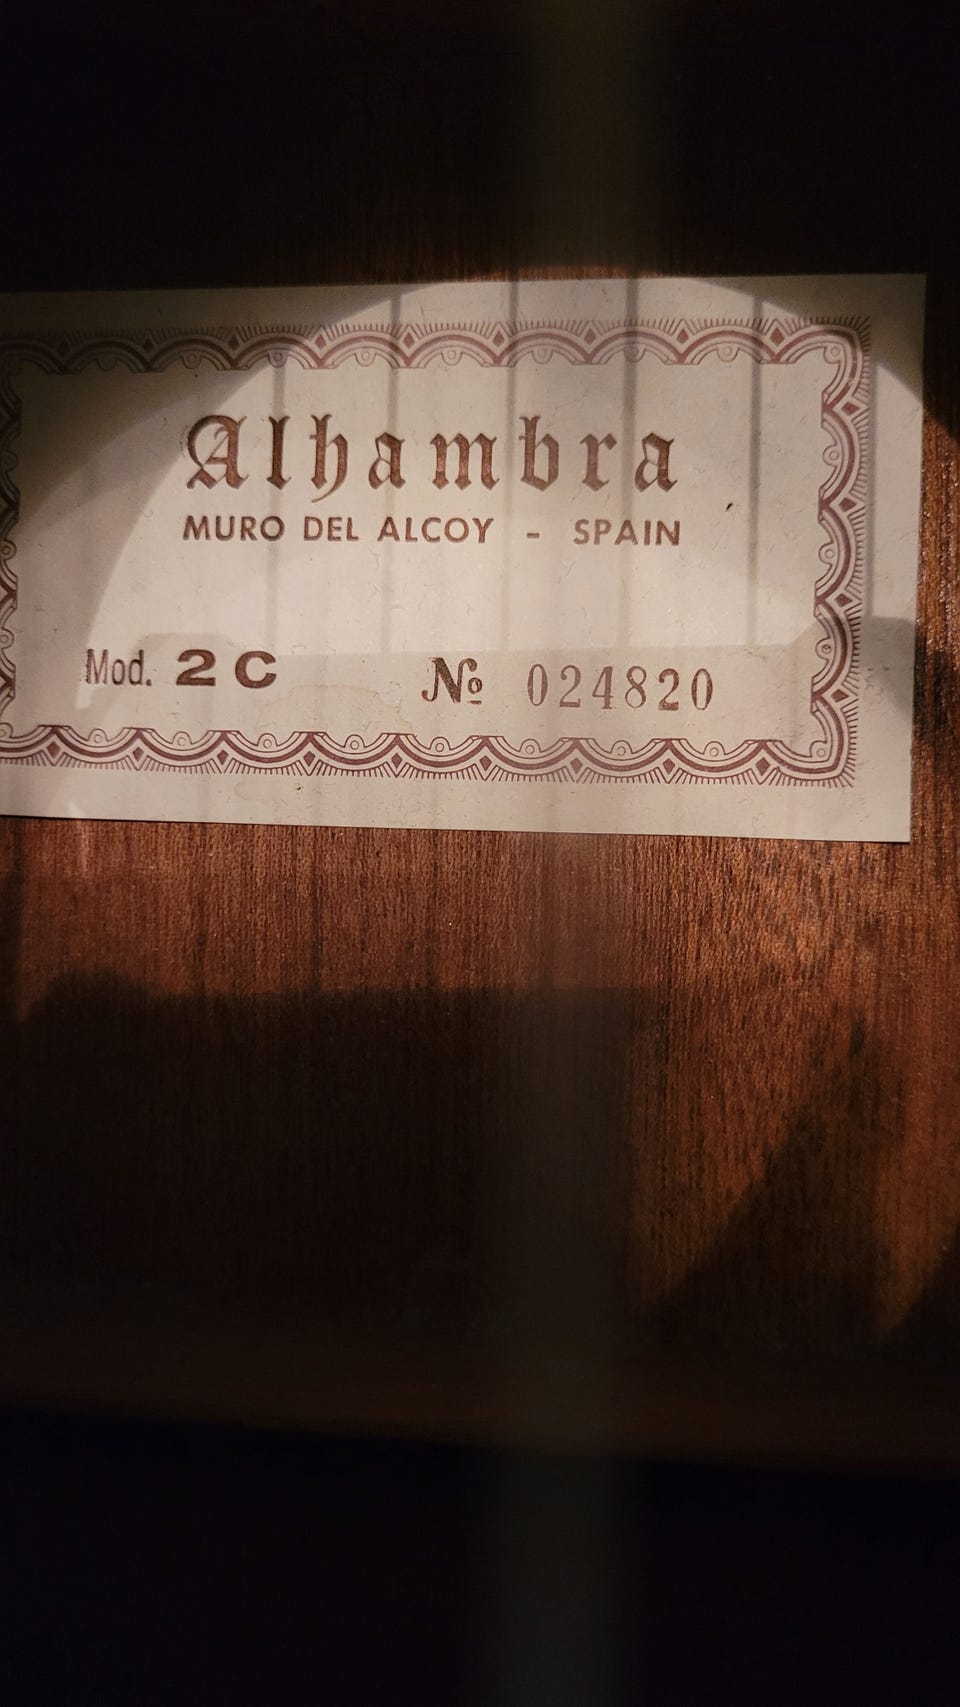 Alhambra
MURO DEL ALCOY - SPAIN
Mod. 2C № 024820